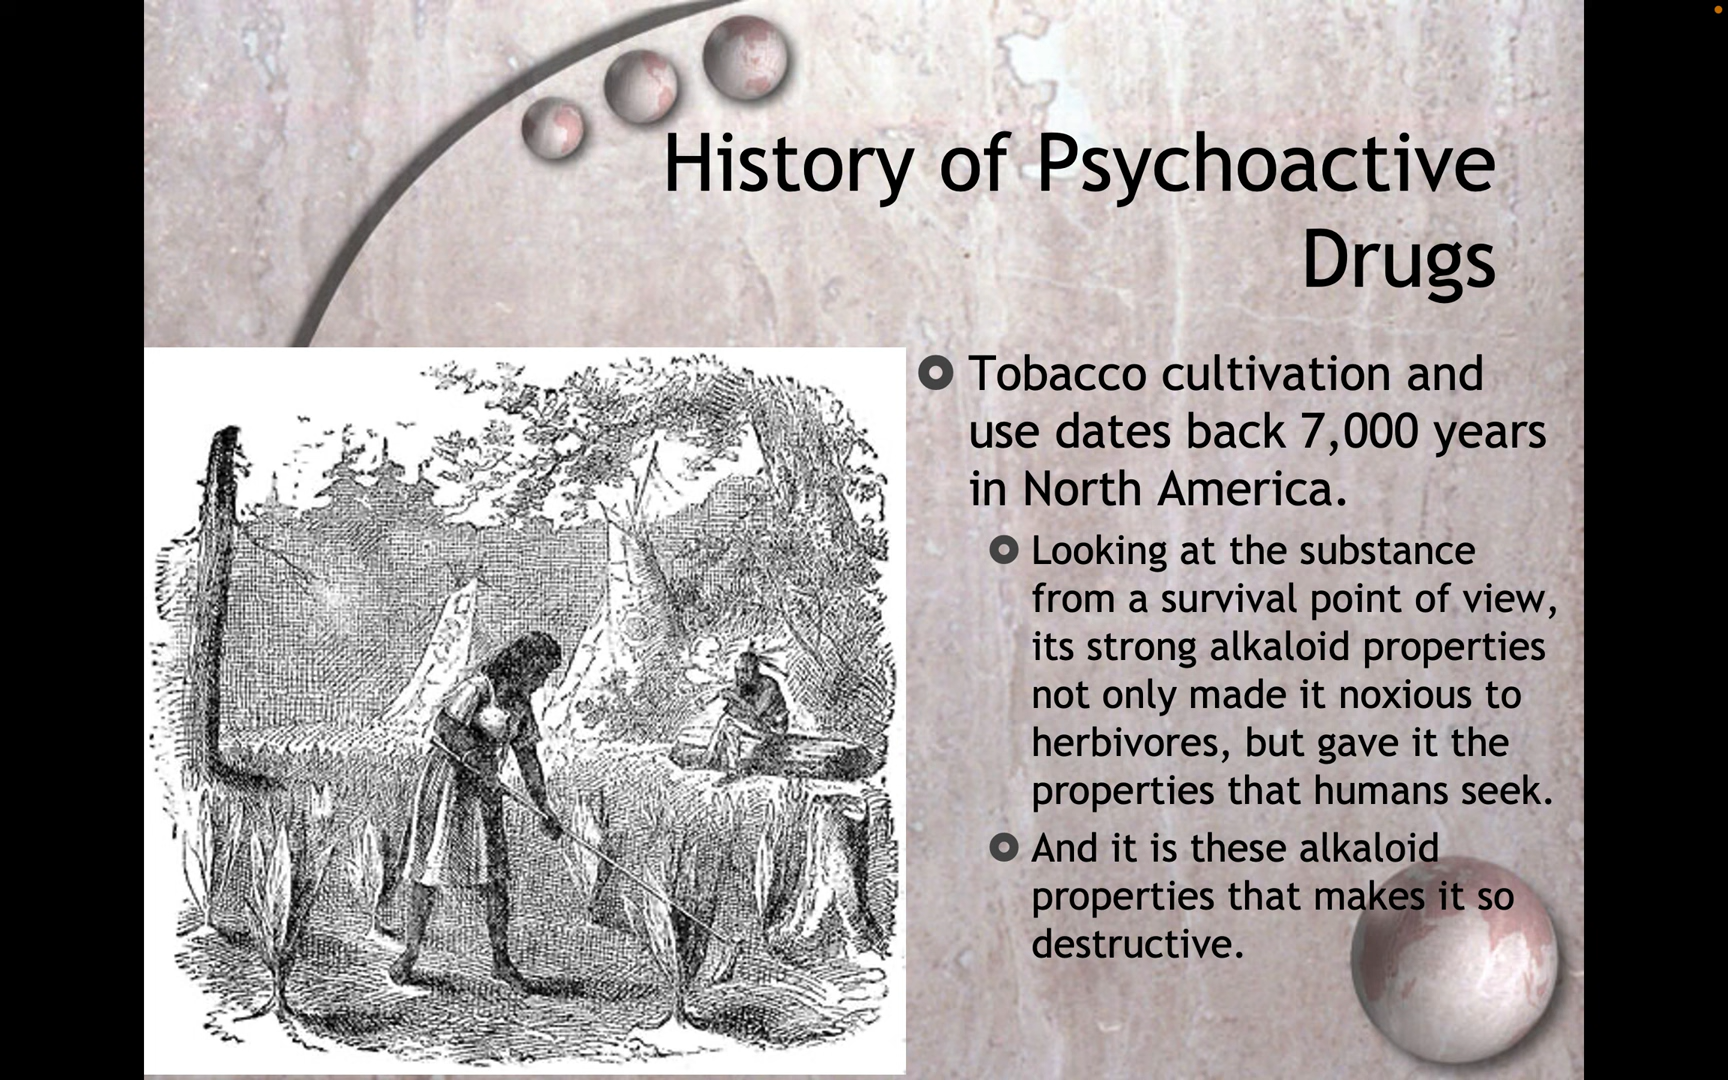 History of Psychoactive
Drugs
Tobacco cultivation and
use dates back 7,000 years
in North America.
Looking at the substance
from a survival point of view,
its strong alkaloid properties
not only made it noxious to
herbivores, but gave it the
properties that humans seek.
And it is these alkaloid
properties that makes it so
destructive.